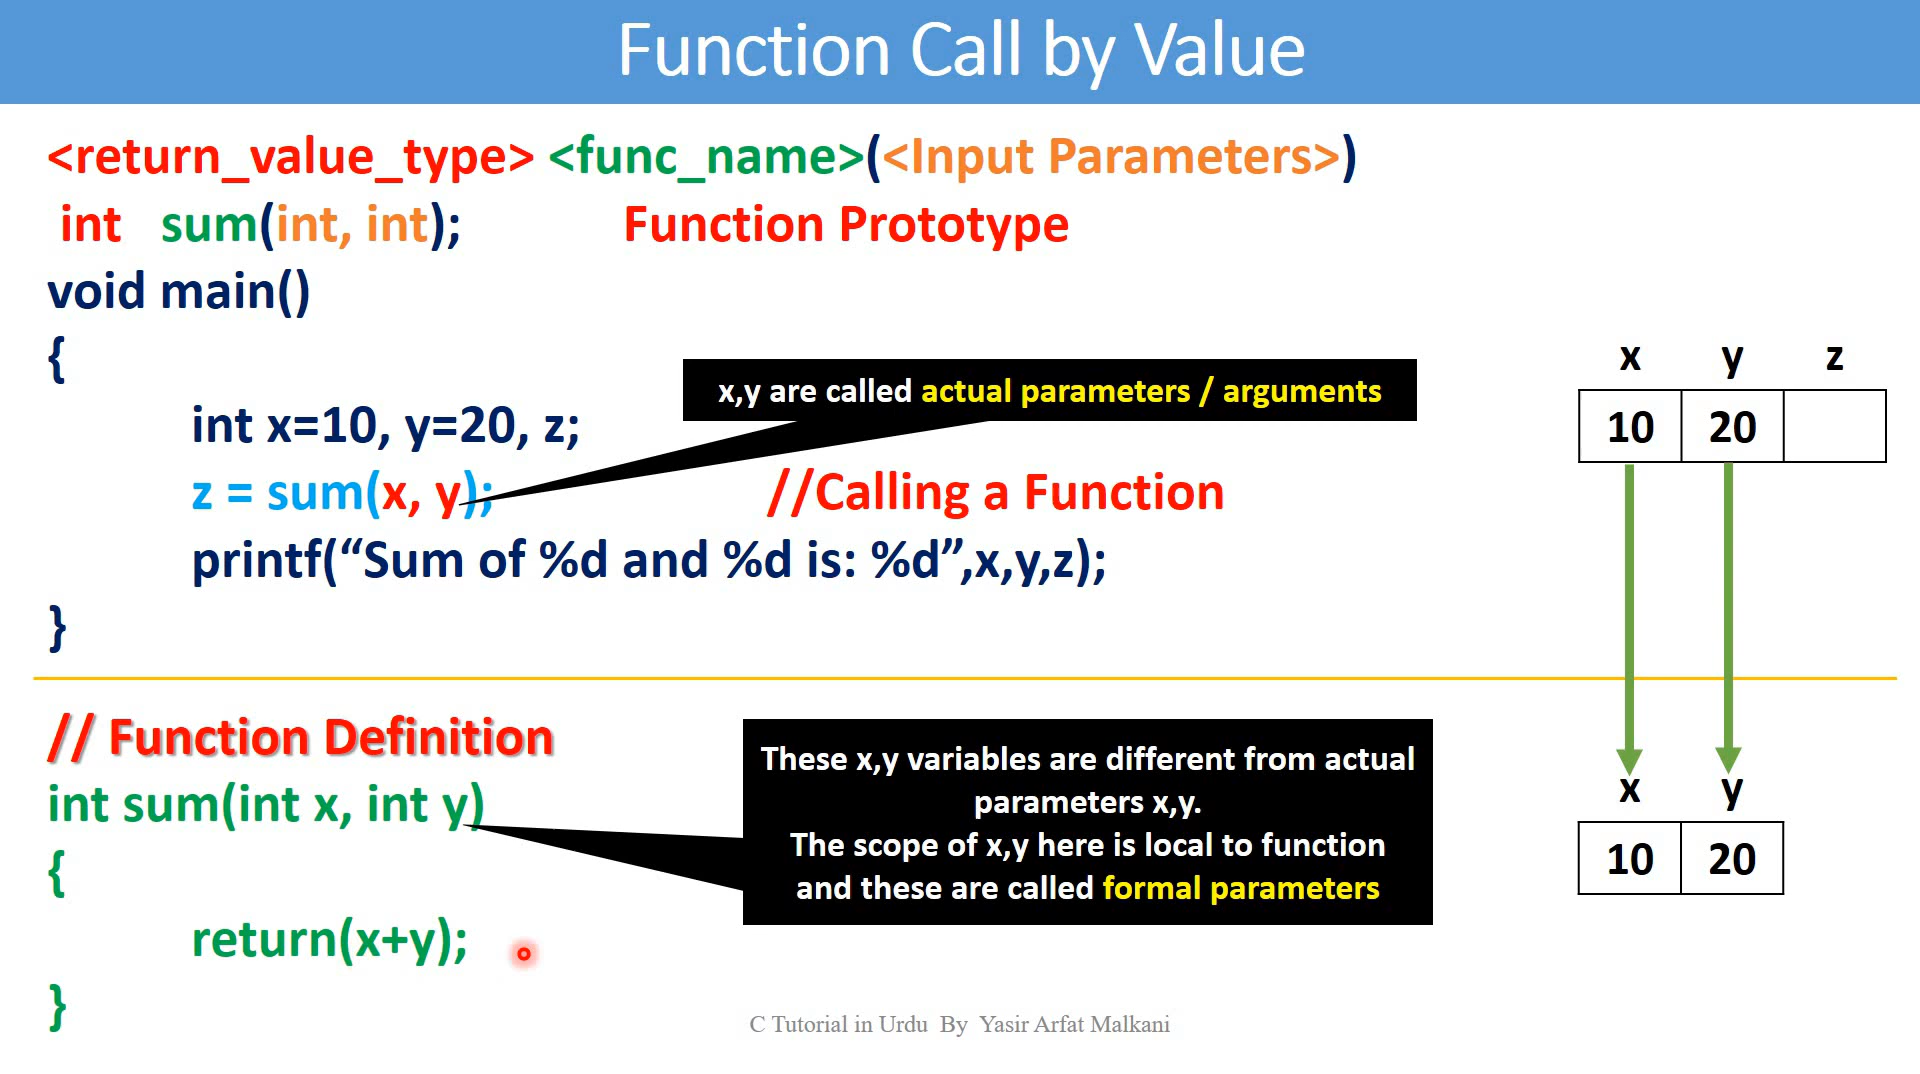 Function Call by Value
<return_value_type> <func_name>(<Input Parameters>)
int sum(int, int); Function Prototype
void main()
{
int x=10, y=20, z;
x,y are called actual parameters / arguments
z = sum(x, y); //Calling a Function
printf(“Sum of %d and %d is: %d”,x,y,z);
}
x y z
10 20
// Function Definition
int sum(int x, int y)
{
return(x+y);
}
These x,y variables are different from actual
parameters x,y.
The scope of x,y here is local to function
and these are called formal parameters
x y
10 20
C Tutorial in Urdu By Yasir Arfat Malkani